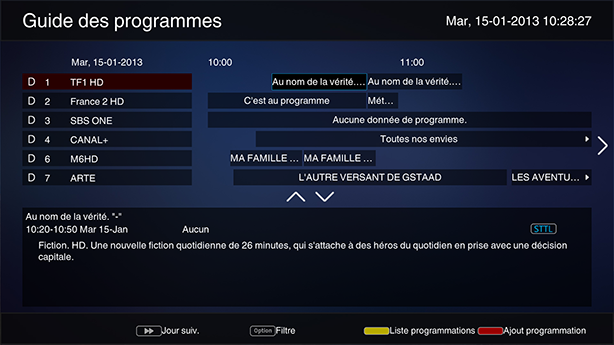 Guide des programmes
Mar, 15-01-2013 10:28:27
Mar, 15-01-2013 10:00 11:00
D 1 TF1 HD Au nom de la vérité.... Au nom de la vérité....
D 2 France 2 HD C'est au programme Mét...
D 3 SBS ONE Aucune donnée de programme.
D 4 CANAL+ Toutes nos envies
D 6 M6HD MA FAMILLE ... MA FAMILLE ...
D 7 ARTE L'AUTRE VERSANT DE GSTAAD LES AVENTU...
Au nom de la vérité. "-"
10:20-10:50 Mar 15-Jan Aucun STTL
Fiction. HD. Une nouvelle fiction quotidienne de 26 minutes, qui s'attache à des héros du quotidien en prise avec une décision
capitale.
Jour suiv. Option Filtre Liste programmations Ajout programmation